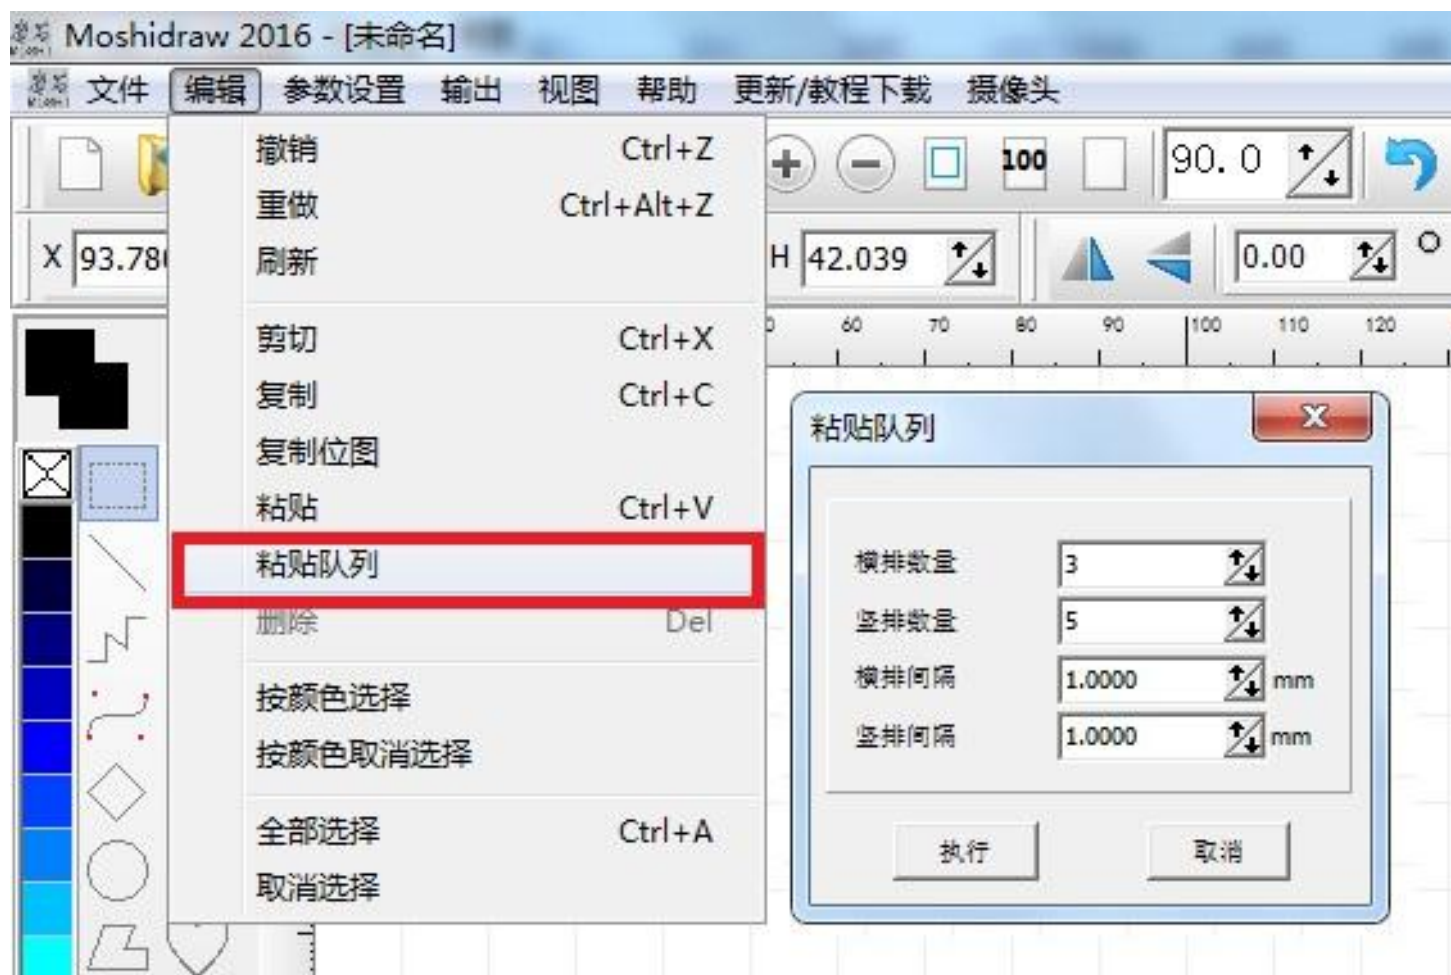 Moshidraw 2016 - [未命名]
文件 编辑 参数设置 输出 视图 帮助 更新/教程下载 摄像头
撤销 Ctrl+Z
重做 Ctrl+Alt+Z
刷新
剪切 Ctrl+X
复制 Ctrl+C
复制位图
粘贴 Ctrl+V
粘贴队列
删除 Del
按颜色选择
按颜色取消选择
全部选择 Ctrl+A
取消选择
100 90.0
X 93.780 H 42.039 0.00
60 70 80 90 100 110 120
粘贴队列
横排数量 3
竖排数量 5
横排间隔 1.0000 mm
竖排间隔 1.0000 mm
执行 取消